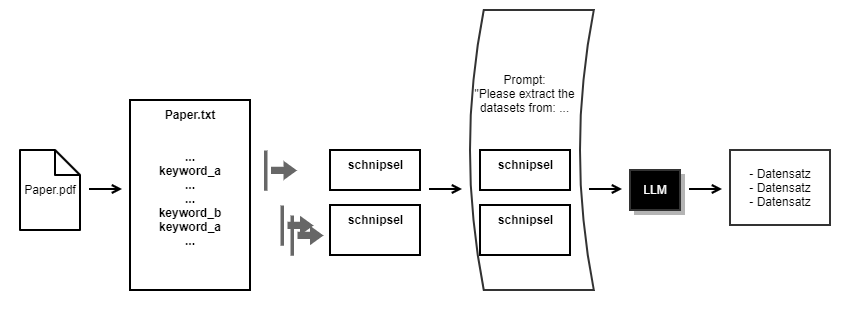 Paper.pdf
Paper.txt
...
keyword_a
...
...
keyword_b
keyword_a
...
schnipsel
schnipsel
Prompt:
"Please extract the
datasets from: ...
schnipsel
schnipsel
LLM
- Datensatz
- Datensatz
- Datensatz